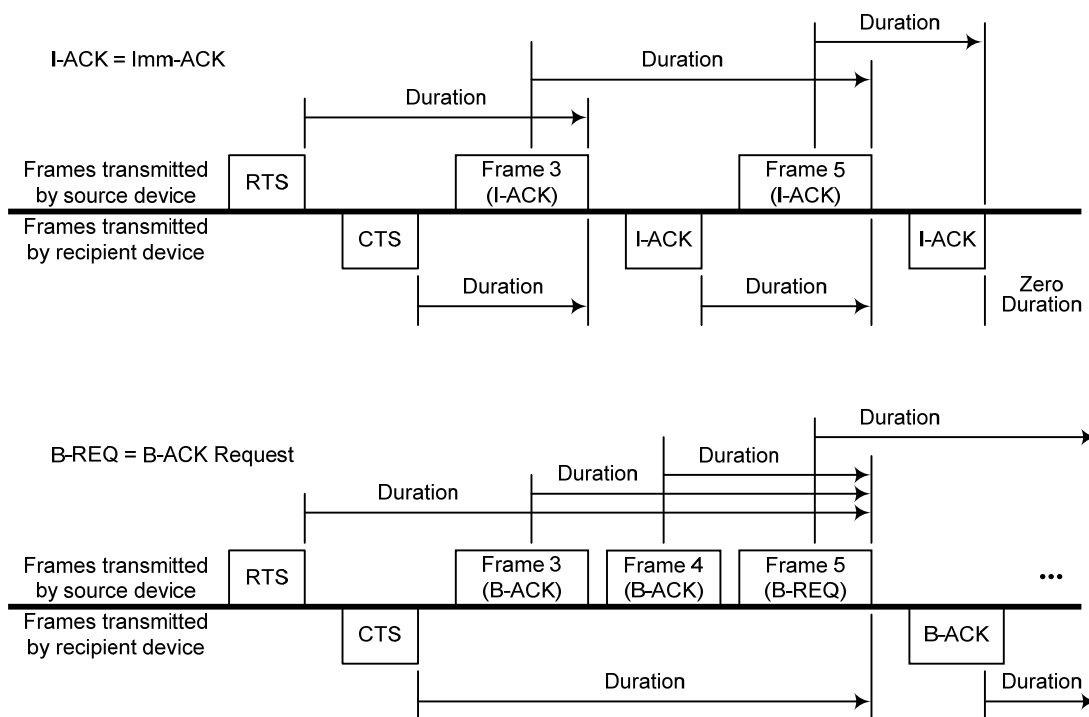 I-ACK = Imm-ACK
Duration
Duration
Duration
Frames transmitted
by source device
RTS
Frame 3
(I-ACK)
Frame 5
(I-ACK)
Frames transmitted
by recipient device
CTS
I-ACK
I-ACK
Duration
Duration
Zero
Duration
B-REQ = B-ACK Request
Duration
Duration
Duration
Duration
Frames transmitted
by source device
RTS
Frame 3
(B-ACK)
Frame 4
(B-ACK)
Frame 5
(B-REQ)
...
Frames transmitted
by recipient device
CTS
B-ACK
Duration
Duration